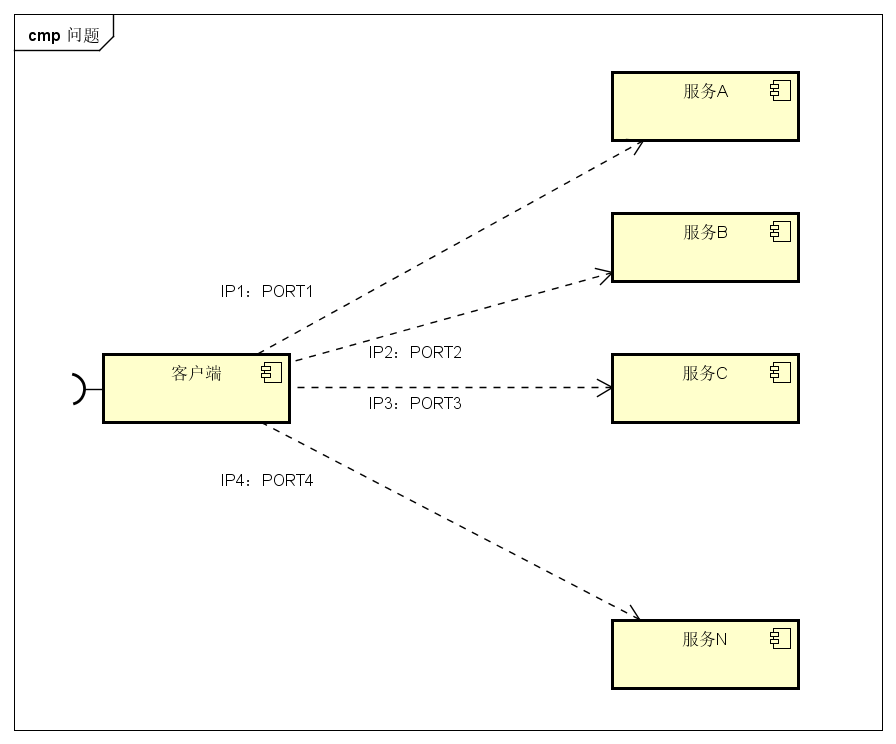 cmp 问题
服务A
服务B
IP1：PORT1
IP2：PORT2
客户端
服务C
IP3：PORT3
IP4：PORT4
服务N